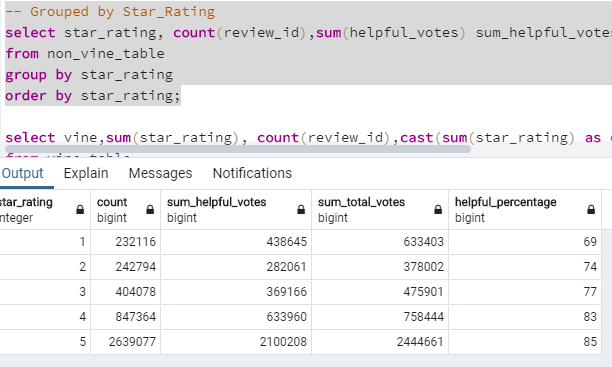 -- Grouped by Star_Rating
select star_rating, count(review_id),sum(helpful_votes) sum_helpful_votes
from non_vine_table
group by star_rating
order by star_rating;
select vine,sum(star_rating), count(review_id),cast(sum(star_rating) as
from vine_table
Output Explain Messages Notifications
star_rating count sum_helpful_votes sum_total_votes helpful_percentage
integer bigint bigint bigint bigint
1 232116 438645 633403 69
2 242794 282061 378002 74
3 404078 369166 475901 77
4 847364 633960 758444 83
5 2639077 2100208 2444661 85